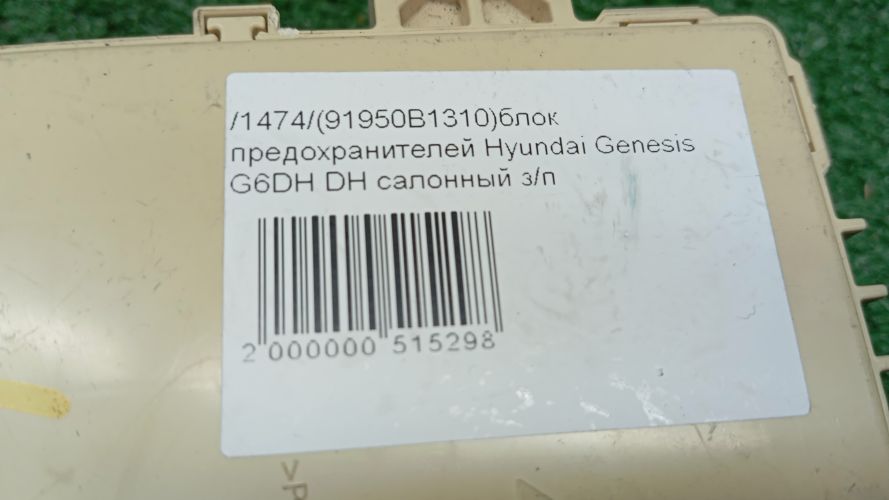 /1474/(91950B1310)блок
предохранителей Hyundai Genesis
G6DH DH салонный з/п
2 000000 515298
>P